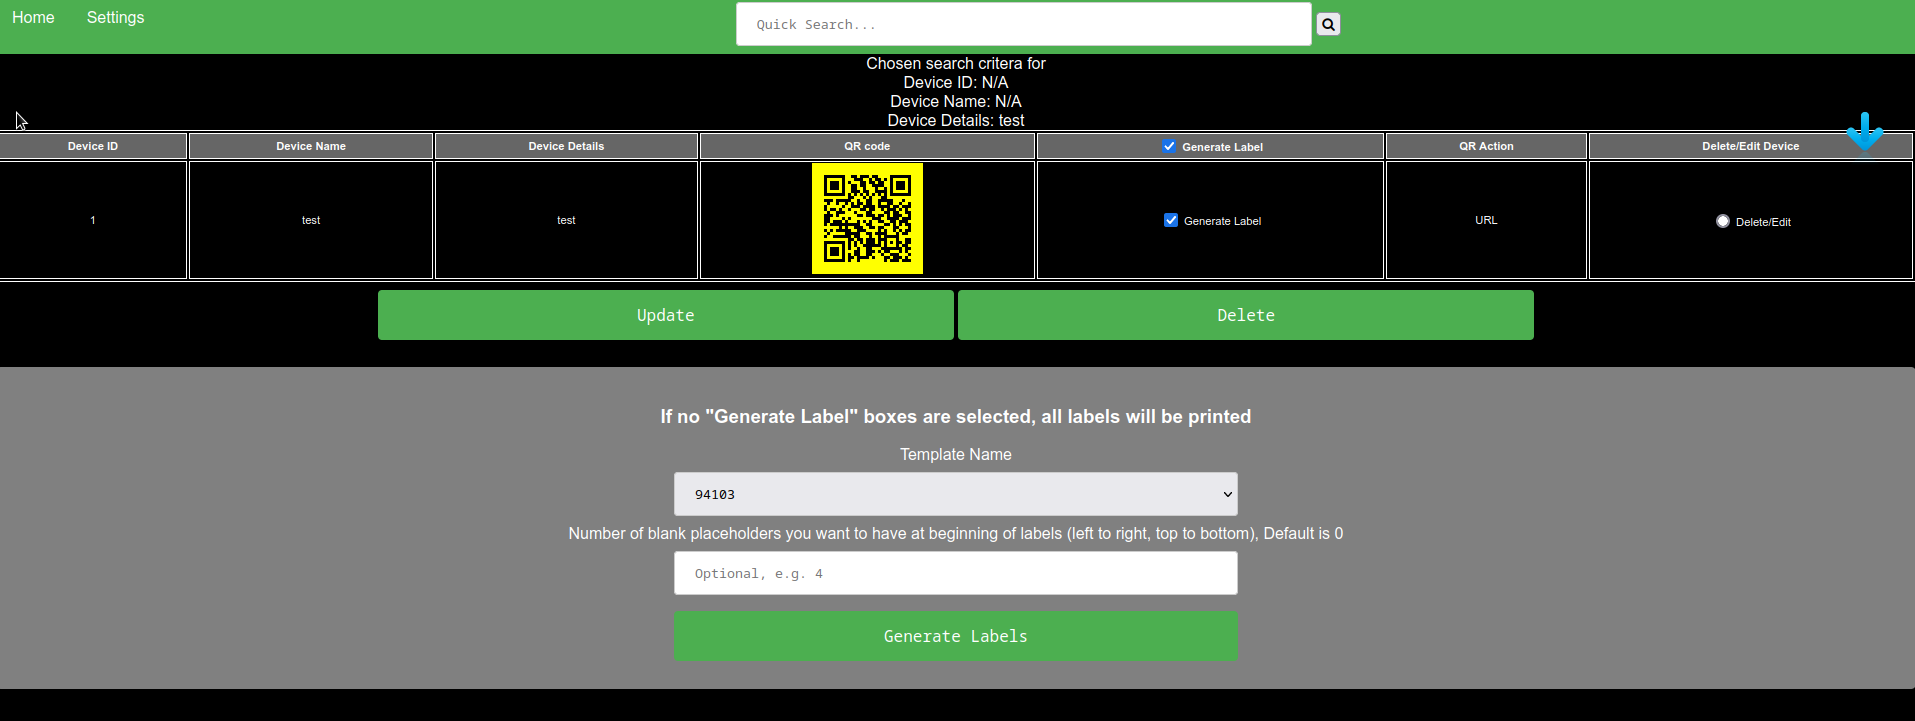 Home Settings Quick Search...
Chosen search critera for
Device ID: N/A
Device Name: N/A
Device Details: test
Device ID Device Name Device Details QR code Generate Label QR Action Delete/Edit Device
1 test test Generate Label URL Delete/Edit
Update Delete
If no "Generate Label" boxes are selected, all labels will be printed
Template Name
94103
Number of blank placeholders you want to have at beginning of labels (left to right, top to bottom), Default is 0
Optional, e.g. 4
Generate Labels